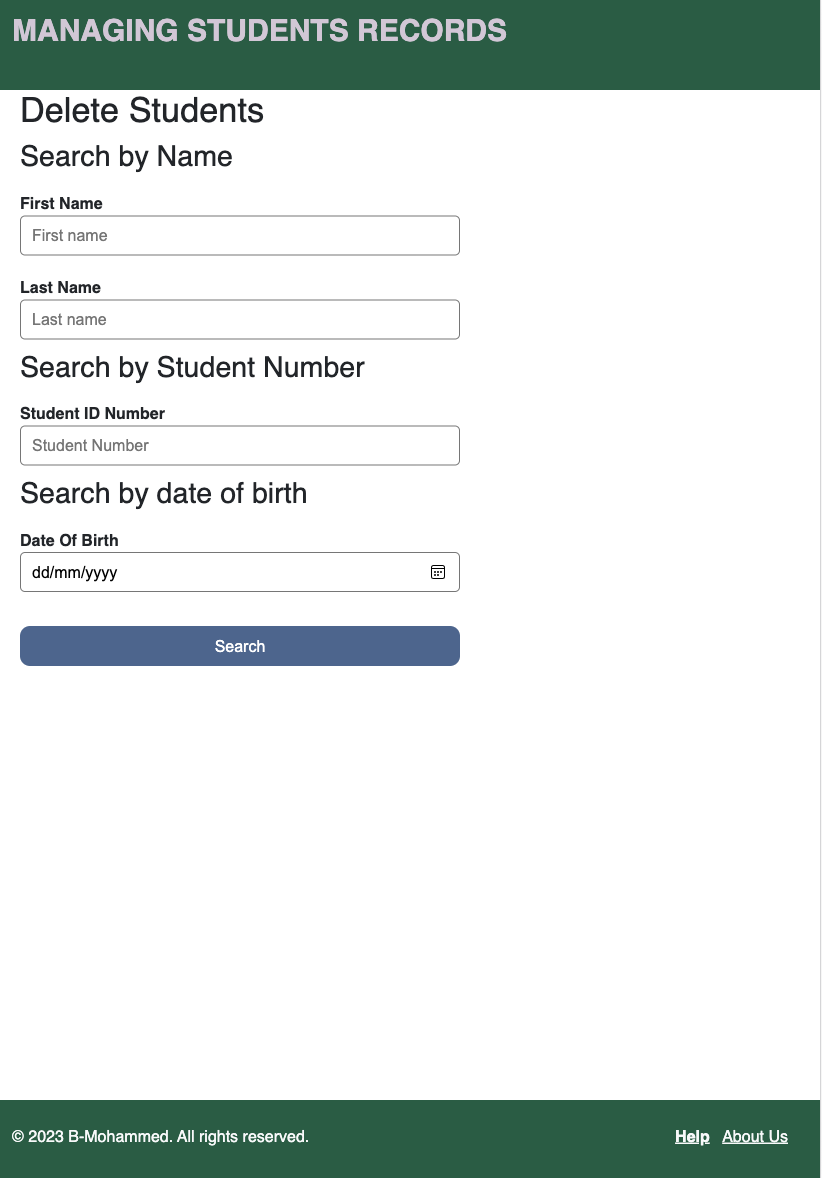 MANAGING STUDENTS RECORDS
Delete Students
Search by Name
First Name
First name
Last Name
Last name
Search by Student Number
Student ID Number
Student Number
Search by date of birth
Date Of Birth
dd/mm/yyyy
Search
© 2023 B-Mohammed. All rights reserved. Help About Us